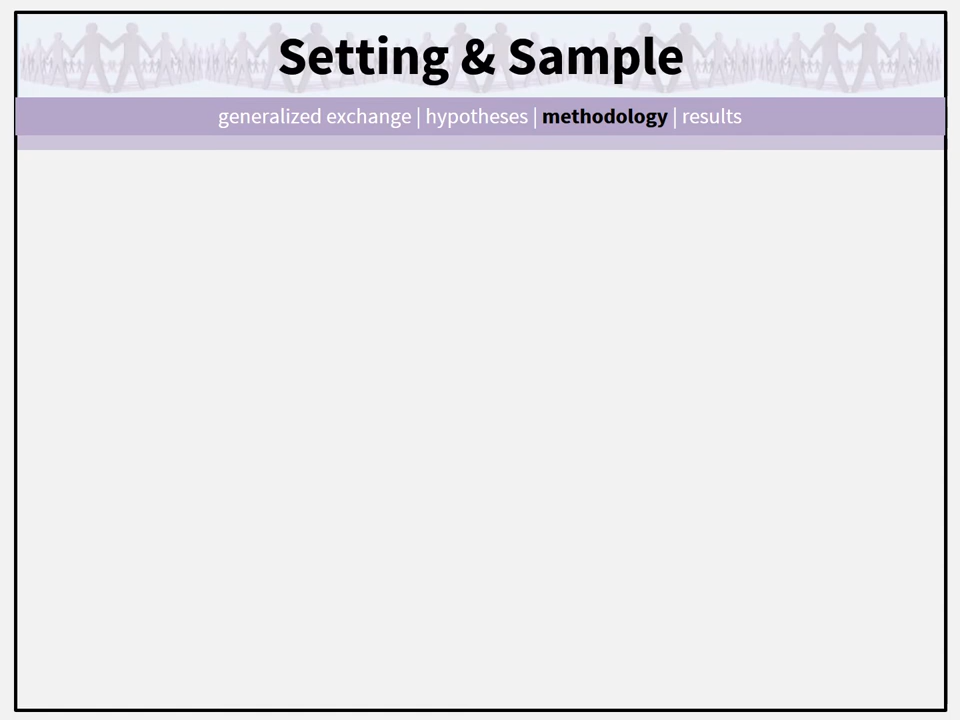 Setting & Sample
generalized exchange | hypotheses | methodology | results